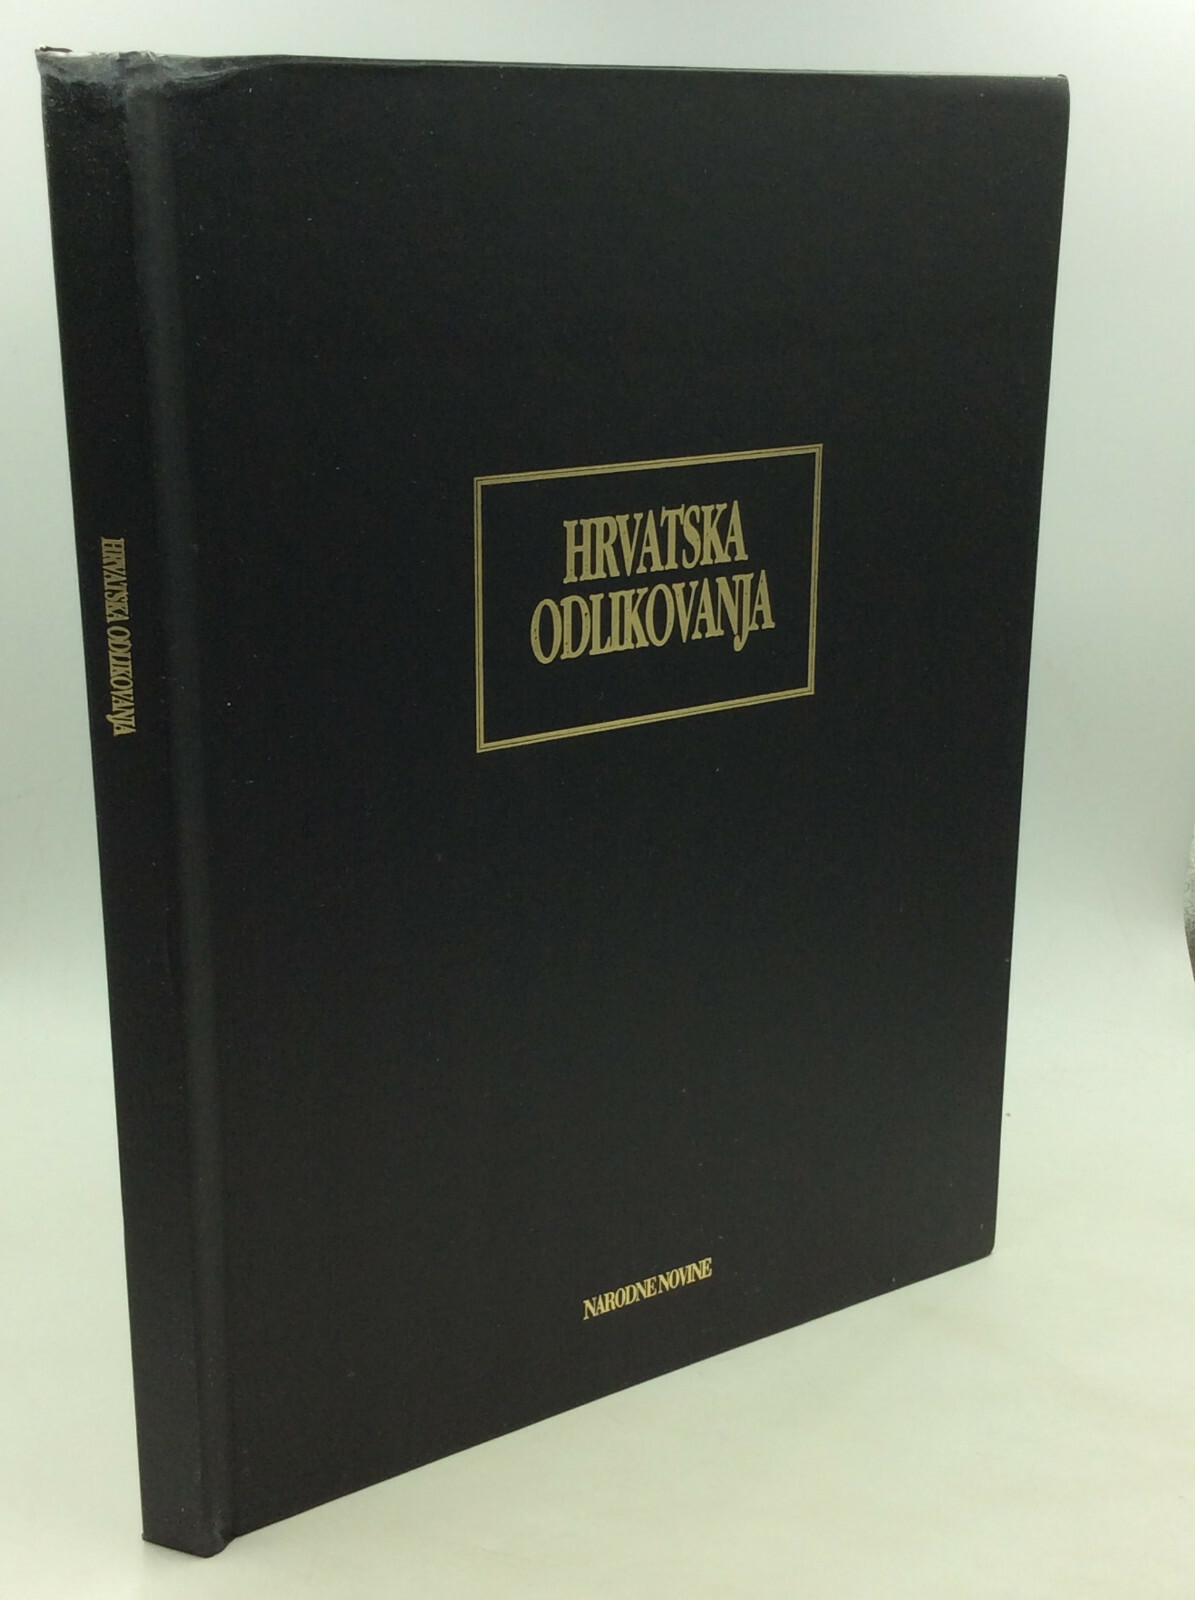 HRVATSKA
ODLIKOVANJA
NARODNE NOVINE
HRVATSKA ODLIKOVANJA